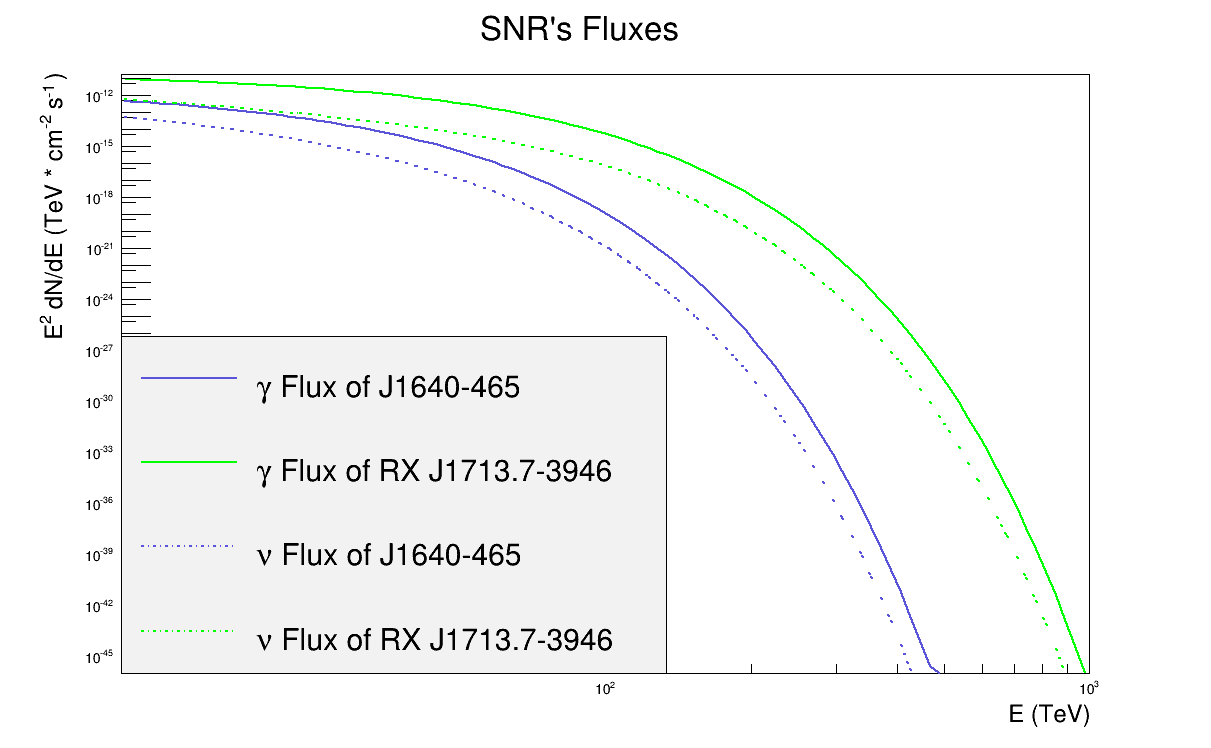 SNR's Fluxes
E² dN/dE (TeV * cm⁻² s⁻¹)
10⁻¹²
10⁻¹⁵
10⁻¹⁸
10⁻²¹
10⁻²⁴
10⁻²⁷
10⁻³⁰
10⁻³³
10⁻³⁶
10⁻³⁹
10⁻⁴²
10⁻⁴⁵
γ Flux of J1640-465
γ Flux of RX J1713.7-3946
ν Flux of J1640-465
ν Flux of RX J1713.7-3946
10² 10³
E (TeV)